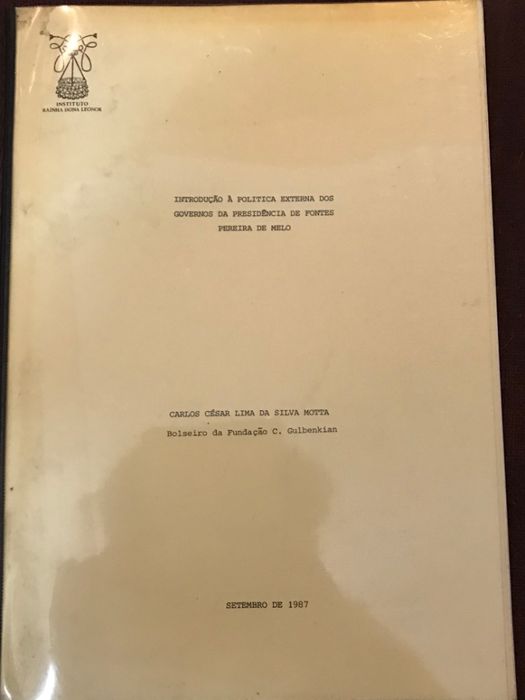 INSTITUTO
RAINHA DONA LEONOR
INTRODUÇÃO À POLITICA EXTERNA DOS
GOVERNOS DA PRESIDÊNCIA DE FONTES
PEREIRA DE MELO
CARLOS CÉSAR LIMA DA SILVA MOTTA
Bolseiro da Fundação C. Gulbenkian
SETEMBRO DE 1987